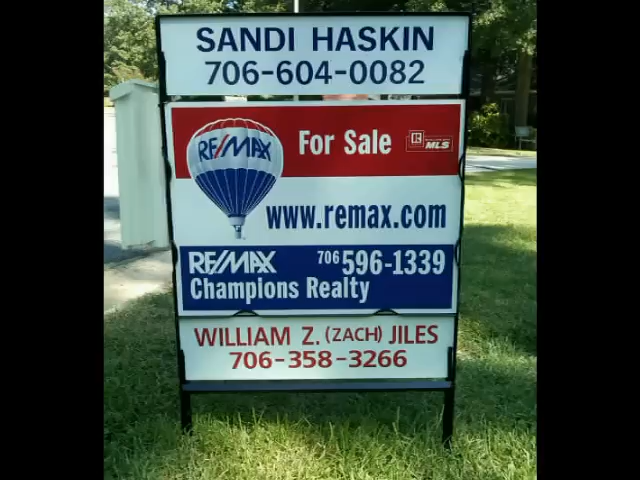 SANDI HASKIN
706-604-0082
RE/MAX
For Sale
R MLS
www.remax.com
RE/MAX 706 596-1339
Champions Realty
WILLIAM Z. (ZACH) JILES
706-358-3266